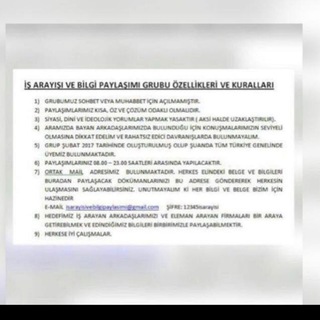 İŞ ARAYIŞI VE BİLGİ PAYLAŞIMI GRUBU ÖZELLİKLERİ VE KURALLARI
1) GRUBUMUZ SOHBET VEYA MUHABBET İÇİN AÇILMAMIŞTIR.
2) PAYLAŞIMLARIMIZ KISA, ÖZ VE ÇÖZÜM ODAKLI OLMALIDIR.
3) SİYASİ, DİNİ VE İDEOLOJİK YORUMLAR YAPMAK YASAKTIR ( AKSİ HALDE UZAKLAŞTIRILIR).
4) ARAMIZDA BAYAN ARKADAŞLARIMIZDA BULUNDUĞU İÇİN KONUŞMALARIMIZIN SEVİYELİ
OLMASINA DİKKAT EDELİM VE RAHATSIZ EDİCİ DAVRANIŞLARDA BULUNMAYALIM.
5) GRUP ŞUBAT 2017 TARİHİNDE OLUŞTURULMUŞ OLUP ŞUANDA TÜM TÜRKİYE GENELİNDE
ÜYEMİZ BULUNMAKTADIR.
6) PAYLAŞIMLARIMIZ 08.00 – 23.00 SAATLERİ ARASINDA YAPILACAKTIR.
7) ORTAK MAİL ADRESİMİZ BULUNMAKTADIR. HERKES ELİNDEKİ BELGE VE BİLGİLERİ
BURADAN PAYLAŞACAK DÖKÜMANLARINIZI BU ADRESE GÖNDEREREK HERKESİN
ULAŞMASINI SAĞLAYABİLİRSİNİZ. UNUTMAYALIM Kİ HER BİLGİ VE BELGE BİZİM İÇİN
HAZİNEDİR
E-MAİL isarayisivebilgipaylasimi@gmail.com ŞİFRE: 12345isarayisi
8) HEDEFİMİZ İŞ ARAYAN ARKADAŞLARIMIZI VE ELEMAN ARAYAN FİRMALARI BİR ARAYA
GETİREBİLMEK VE EDİNDİĞİMİZ BİLGİLERİ BİRBİRİMİZLE PAYLAŞABİLMEKTİR.
9) HERKESE İYİ ÇALIŞMALAR.